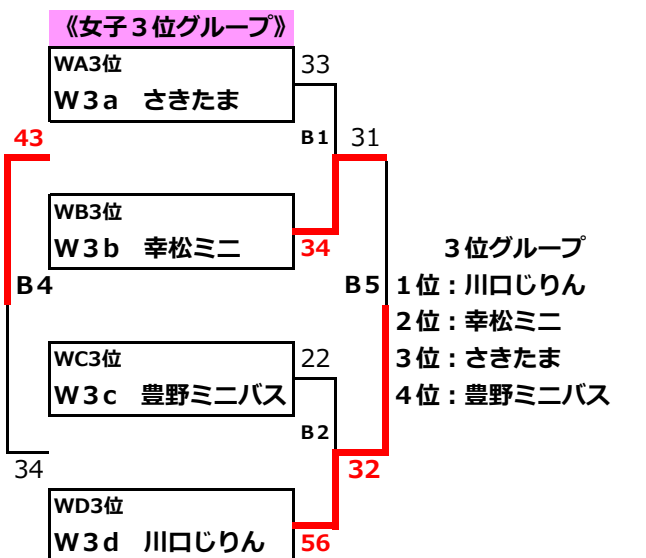 《女子３位グループ》
WA3位
W３a　さきたま
33
43
B１
31
WB3位
W３b　幸松ミニ
34
B４
B５
３位グループ
１位：川口じりん
２位：幸松ミニ
３位：さきたま
４位：豊野ミニバス
WC3位
W３c　豊野ミニバス
22
B２
34
32
WD3位
W３d　川口じりん
56